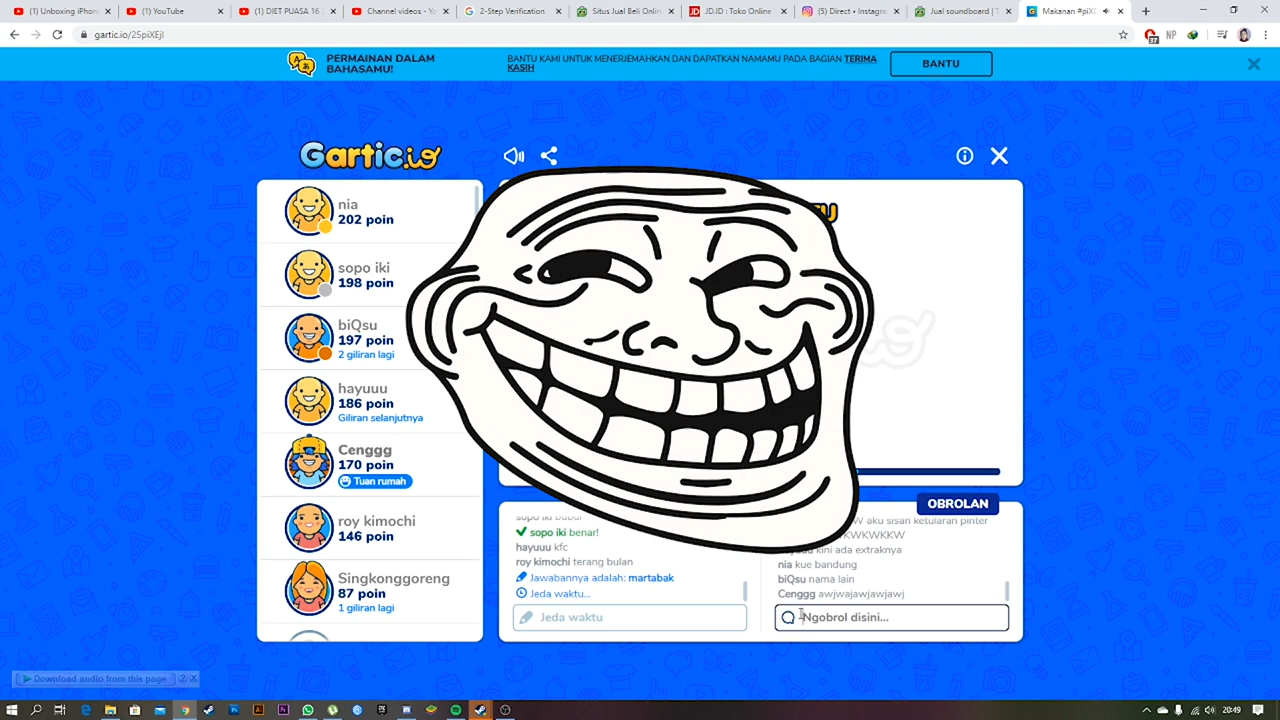 (1) Unboxing iPhon
(1) YouTube
(1) DIET PUASA 16 J
Channel videos - Yo
2-Step Verification
Situs Jual Beli Online
JD.ID : Toko Online
(5) Direct • Instagra
Jual soundboard | T
Makanan #piXE
gartic.io/25piXEjI
37
NP
PERMAINAN DALAM
BAHASAMU!
BANTU KAMI UNTUK MENERJEMAHKAN DAN DAPATKAN NAMAMU PADA BAGIAN TERIMA
KASIH
BANTU
Gartic.io
nia
202 poin
sopo iki
198 poin
biQsu
197 poin
2 giliran lagi
hayuuu
186 poin
Giliran selanjutnya
Cenggg
170 poin
Tuan rumah
roy kimochi
146 poin
Singkonggoreng
87 poin
1 giliran lagi
sopo iki benar!
hayuuu kfc
roy kimochi terang bulan
Jawabannya adalah: martabak
Jeda waktu...
Jeda waktu
OBROLAN
aku sisan ketularan pinter
kini ada extraknya
nia kue bandung
biQsu nama lain
Cenggg awjwajawjawjawj
Ngobrol disini...
Download audio from this page
20:49